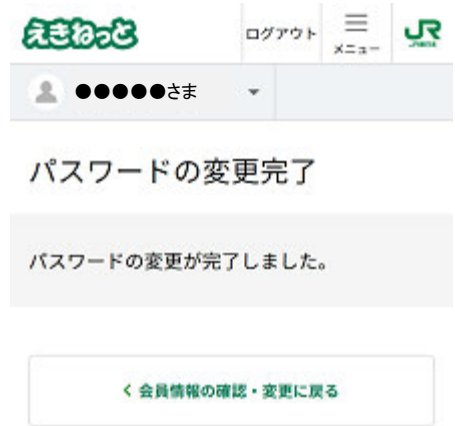 えきねっと
ログアウト
メニュー
JR
●●●●●さま
パスワードの変更完了
パスワードの変更が完了しました。
< 会員情報の確認・変更に戻る